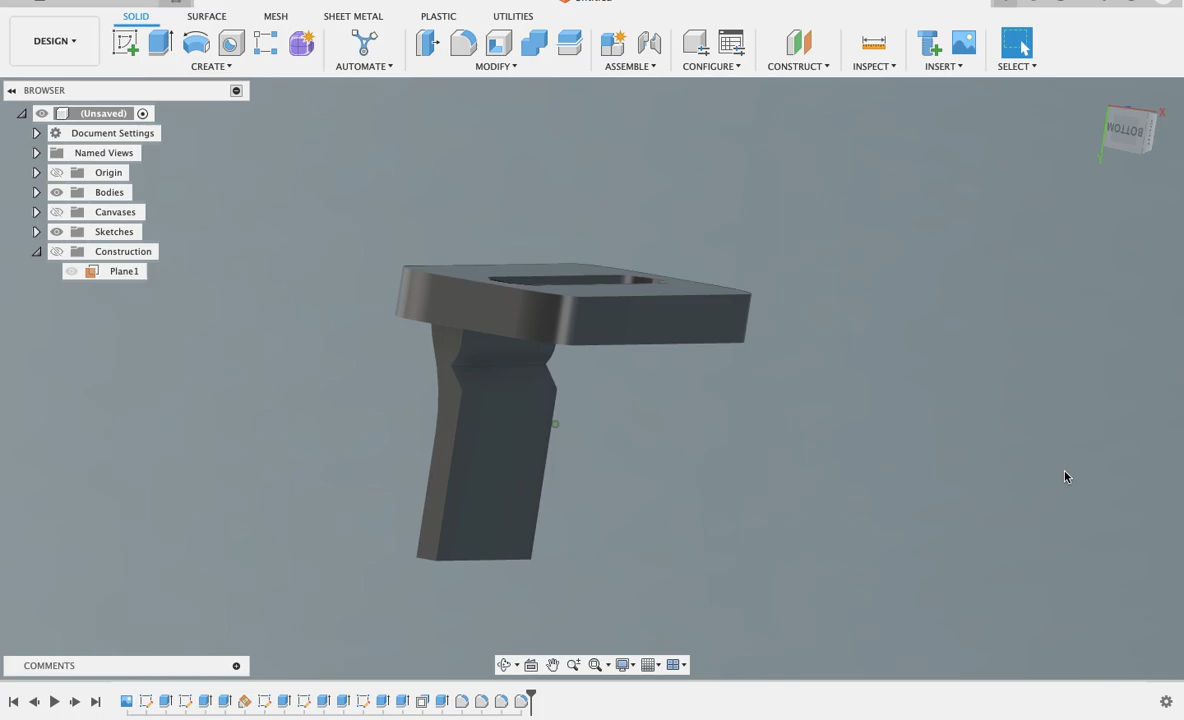 SOLID SURFACE MESH SHEET METAL PLASTIC UTILITIES
DESIGN
CREATE AUTOMATE MODIFY ASSEMBLE CONFIGURE CONSTRUCT INSPECT INSERT SELECT
BROWSER
(Unsaved)
Document Settings
Named Views
Origin
Bodies
Canvases
Sketches
Construction
Plane1
X
BOTTOM
Y
COMMENTS